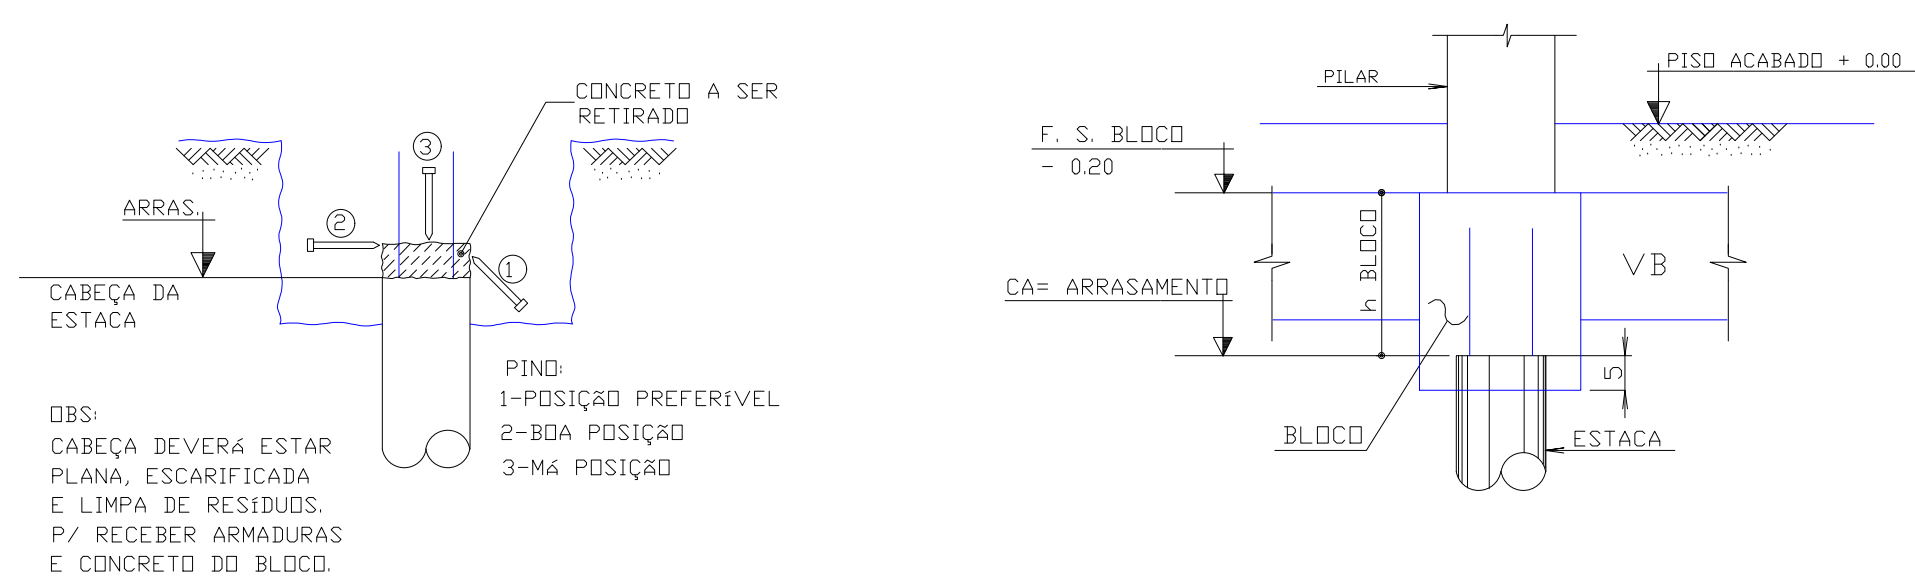 CONCRETO A SER
RETIRADO
3
ARRAS.
2
1
CABEÇA DA
ESTACA
PINO:
1-POSIÇÃO PREFERÍVEL
2-BOA POSIÇÃO
3-MÁ POSIÇÃO
OBS:
CABEÇA DEVERÁ ESTAR
PLANA, ESCARIFICADA
E LIMPA DE RESÍDUOS.
P/ RECEBER ARMADURAS
E CONCRETO DO BLOCO.
PILAR
PISO ACABADO + 0.00
F. S. BLOCO
- 0.20
h BLOCO
VB
CA= ARRASAMENTO
5
BLOCO
ESTACA